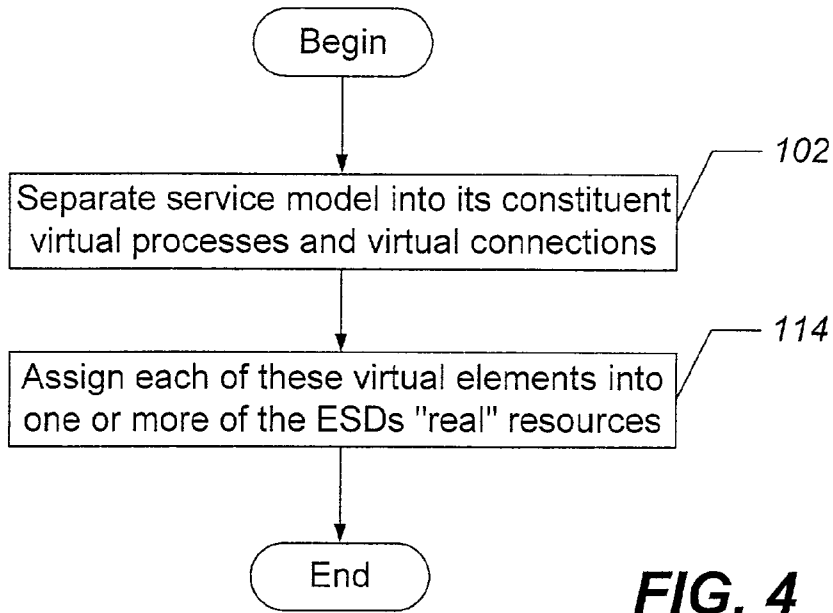 Begin
102
Separate service model into its constituent
virtual processes and virtual connections
114
Assign each of these virtual elements into
one or more of the ESDs "real" resources
End
FIG. 4